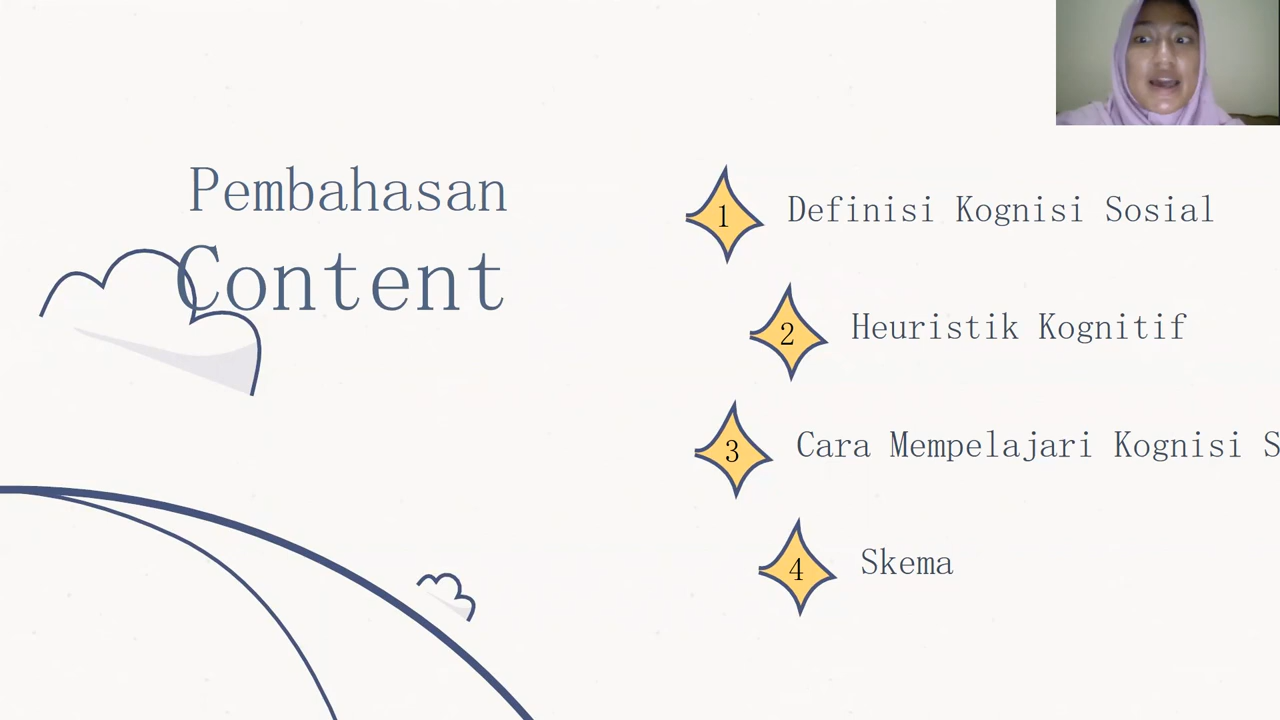 Pembahasan
Content
1 Definisi Kognisi Sosial
2 Heuristik Kognitif
3 Cara Mempelajari Kognisi S
4 Skema